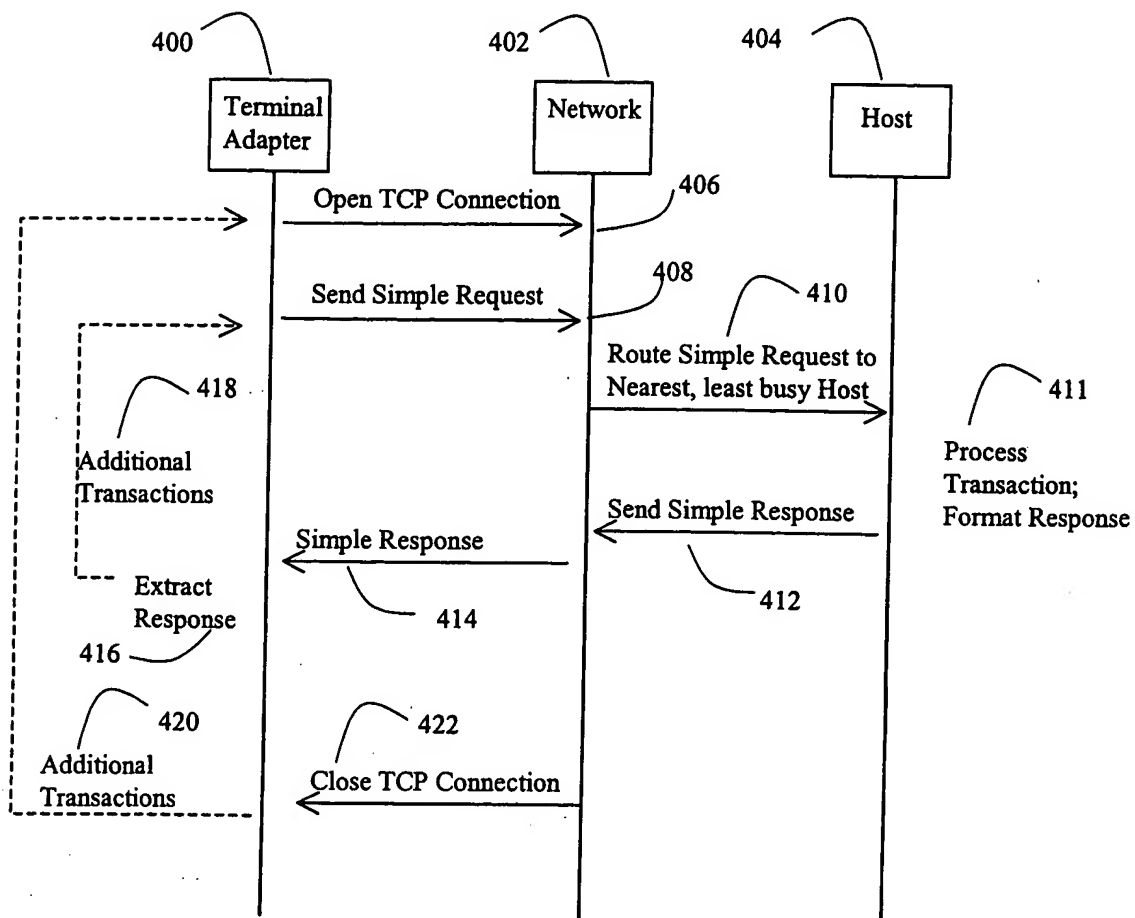 400
402
404
Terminal
Adapter
Network
Host
Open TCP Connection
406
Send Simple Request
408
410
Route Simple Request to
Nearest, least busy Host
418
411
Additional
Transactions
Process
Transaction;
Format Response
Send Simple Response
Simple Response
412
Extract
Response
414
416
420
422
Additional
Transactions
Close TCP Connection